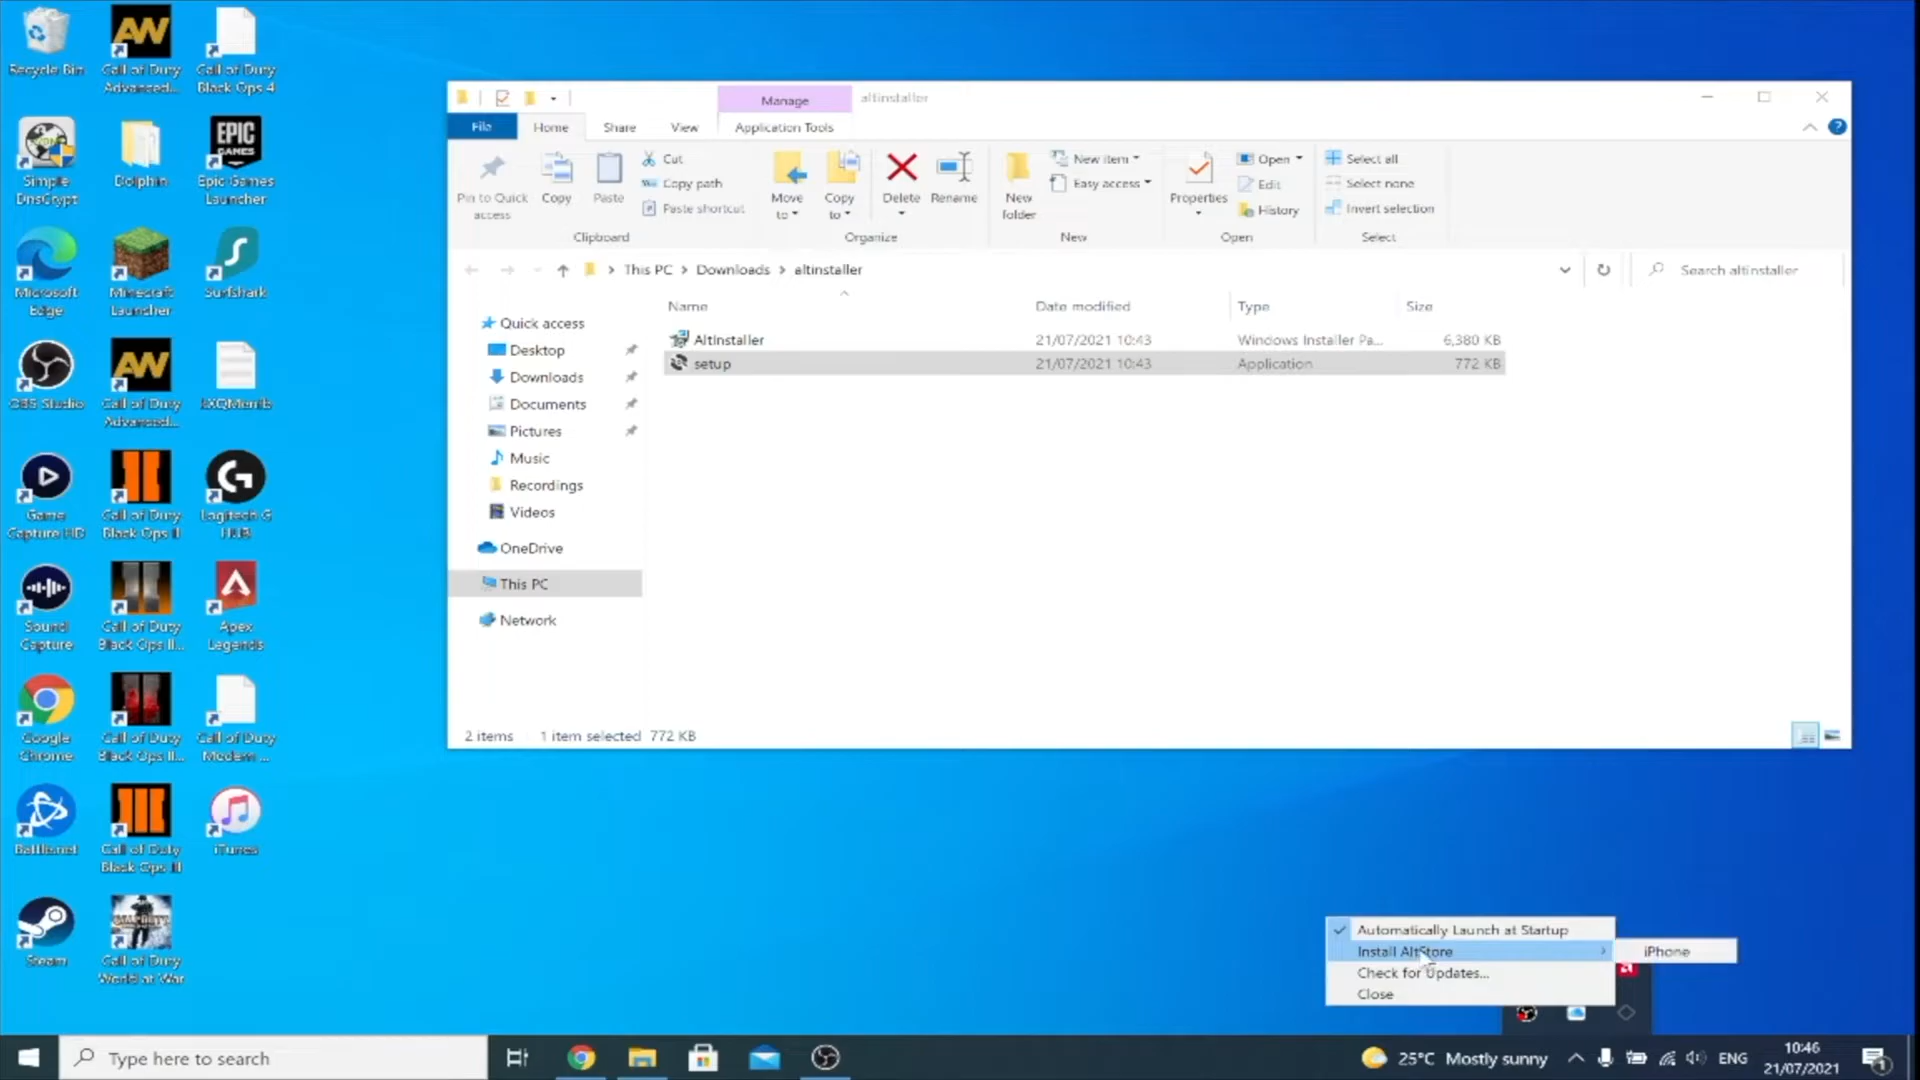 Recycle Bin
Call of Duty
Advanced...
Call of Duty
Black Ops 4
Simple
DnsCrypt
Dolphin
EPIC
GAMES
Epic Games
Launcher
Microsoft
Edge
Minecraft
Launcher
Surfshark
OBS Studio
Call of Duty
Advanced...
Game
Capture HD
Call of Duty
Black Ops II
Logitech G
HUB
Sound
Capture
Call of Duty
Black Ops II...
Apex
Legends
Google
Chrome
Call of Duty
Black Ops II...
Call of Duty
Modern ...
Battle.net
Call of Duty
Black Ops III
iTunes
Steam
Call of Duty
World at War
Manage
altinstaller
File
Home
Share
View
Application Tools
Pin to Quick
access
Copy
Paste
Cut
Copy path
Paste shortcut
Clipboard
Move
to
Copy
to
Delete
Rename
Organize
New
folder
New item
Easy access
New
Properties
Open
Edit
History
Open
Select all
Select none
Invert selection
Select
This PC > Downloads > altinstaller
Search altinstaller
Name
Date modified
Type
Size
AltInstaller
21/07/2021 10:43
Windows Installer Pa...
6,380 KB
setup
21/07/2021 10:43
Application
772 KB
Quick access
Desktop
Downloads
Documents
Pictures
Music
Recordings
Videos
OneDrive
This PC
Network
2 items
1 item selected 772 KB
Automatically Launch at Startup
Install AltStore
iPhone
Check for Updates...
Close
Type here to search
25°C Mostly sunny
ENG
10:46
21/07/2021
1